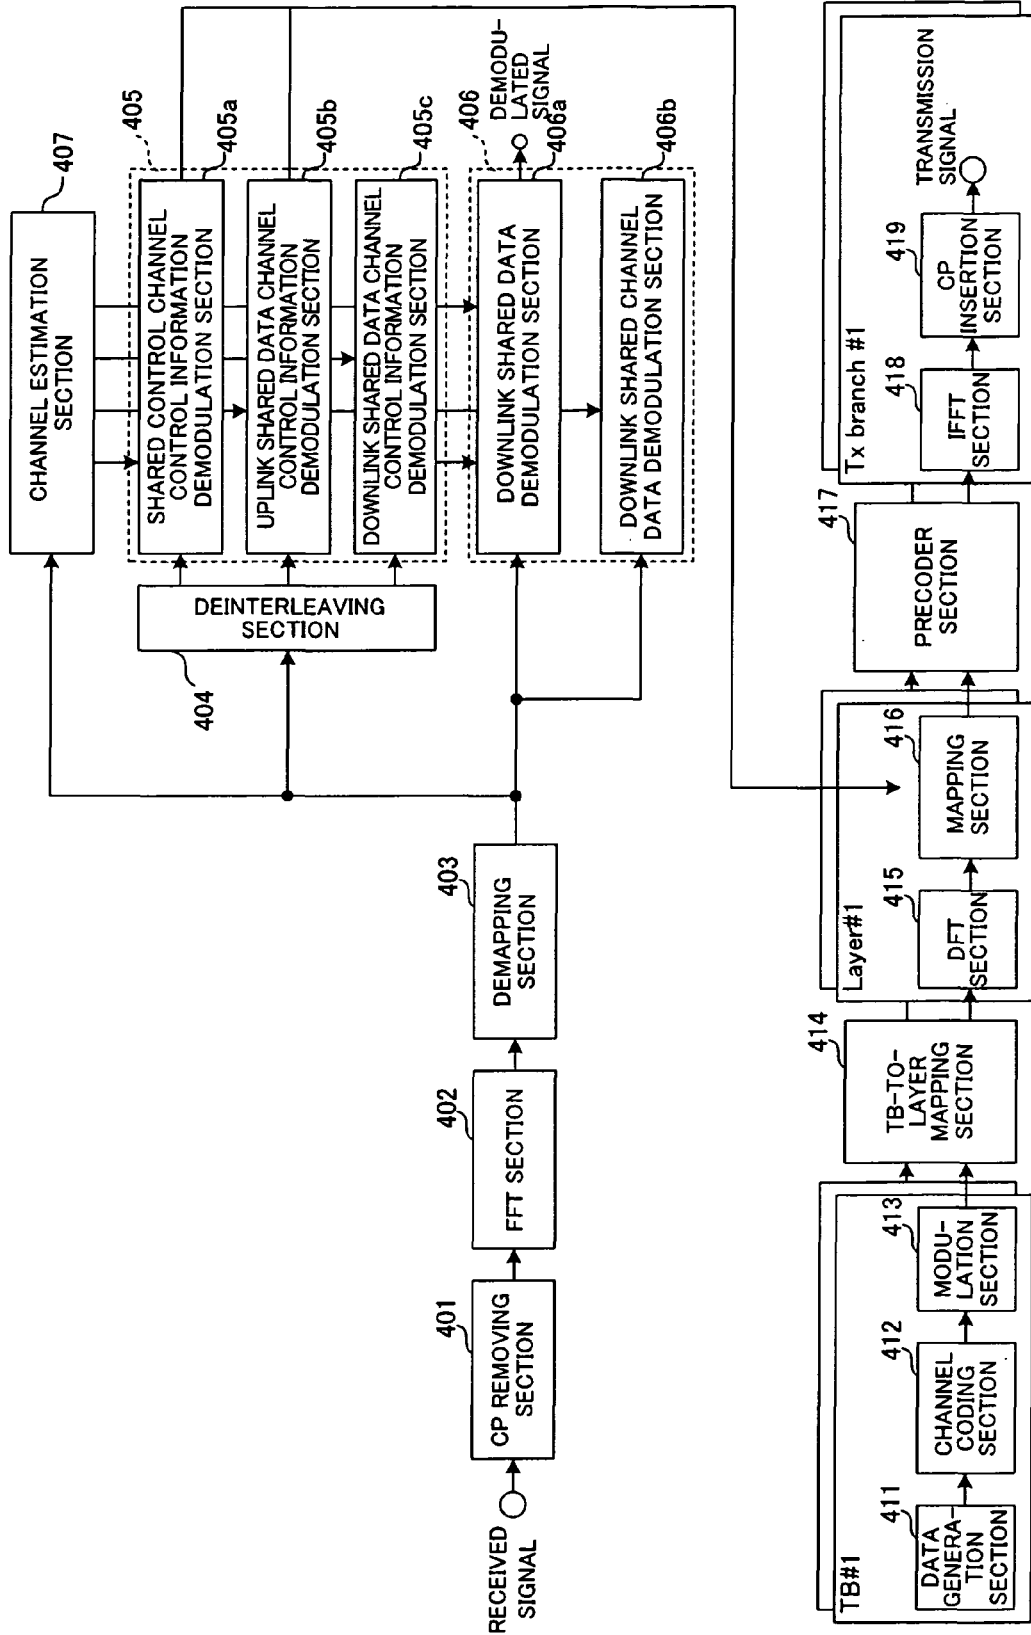 RECEIVED
SIGNAL
401
CP REMOVING
SECTION
402
FFT SECTION
403
DEMAPPING
SECTION
404
DEINTERLEAVING
SECTION
407
CHANNEL ESTIMATION
SECTION
405
405a
SHARED CONTROL CHANNEL
CONTROL INFORMATION
DEMODULATION SECTION
405b
UPLINK SHARED DATA CHANNEL
CONTROL INFORMATION
DEMODULATION SECTION
405c
DOWNLINK SHARED DATA CHANNEL
CONTROL INFORMATION
DEMODULATION SECTION
406
406a
DOWNLINK SHARED DATA
DEMODULATION SECTION
DEMODU-
LATED
SIGNAL
406b
DOWNLINK SHARED CHANNEL
DATA DEMODULATION SECTION
TB#1
411
DATA
GENERA-
TION
SECTION
412
CHANNEL
CODING
SECTION
413
MODU-
LATION
SECTION
414
TB-TO-
LAYER
MAPPING
SECTION
Layer#1
415
DFT
SECTION
416
MAPPING
SECTION
417
PRECODER
SECTION
Tx branch #1
418
IFFT
SECTION
419
CP
INSERTION
SECTION
TRANSMISSION
SIGNAL